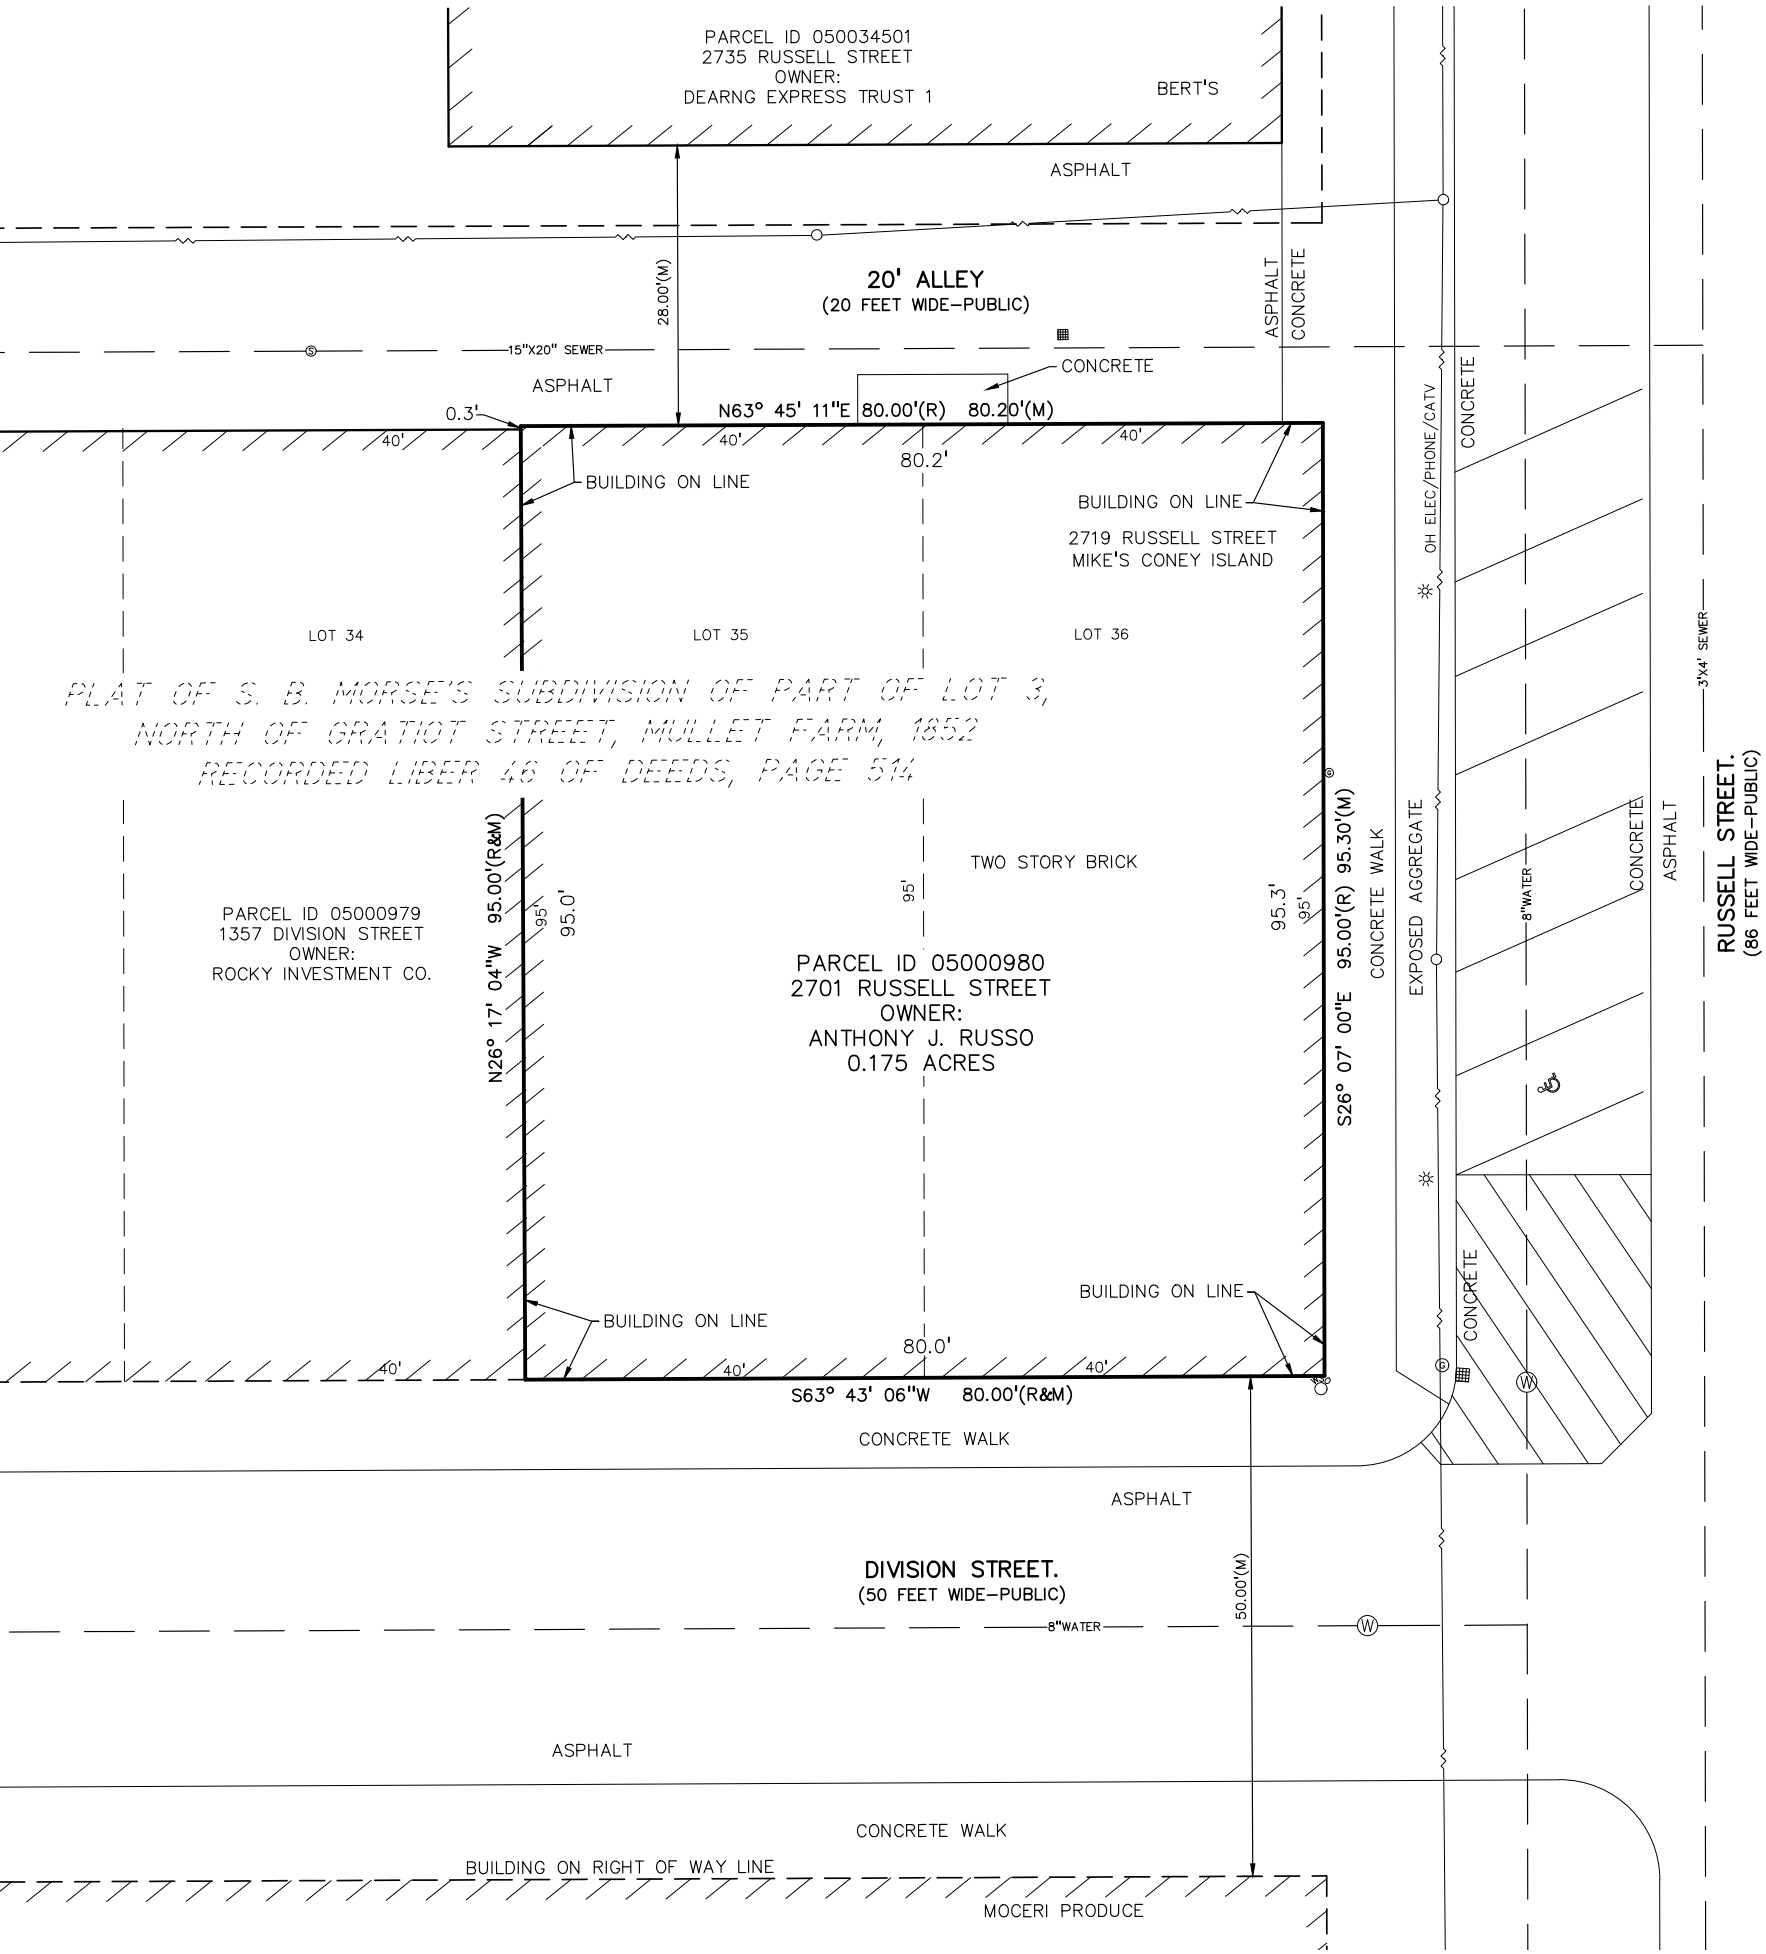 PARCEL ID 050034501
2735 RUSSELL STREET
OWNER:
DEARNG EXPRESS TRUST 1
BERT'S
ASPHALT
28.00'(M)
20' ALLEY
(20 FEET WIDE-PUBLIC)
ASPHALT
CONCRETE
S
15"X20" SEWER
ASPHALT
CONCRETE
0.3'
N63° 45' 11"E 80.00'(R) 80.20'(M)
40'
40'
40'
80.2'
BUILDING ON LINE
BUILDING ON LINE
2719 RUSSELL STREET
MIKE'S CONEY ISLAND
OH ELEC/PHONE/CATV
CONCRETE
LOT 34
LOT 35
LOT 36
3'X4' SEWER
PLAT OF S. B. MORSE'S SUBDIVISION OF PART OF LOT 3,
NORTH OF GRATIOT STREET, MULLET FARM, 1852
RECORDED LIBER 46 OF DEEDS, PAGE 514
G
N26° 17' 04"W 95.00'(R&M)
95'
95.0'
95'
TWO STORY BRICK
95.3'
95'
S26° 07' 00"E 95.00'(R) 95.30'(M)
CONCRETE WALK
EXPOSED AGGREGATE
8"WATER
CONCRETE
ASPHALT
RUSSELL STREET.
(86 FEET WIDE-PUBLIC)
PARCEL ID 05000979
1357 DIVISION STREET
OWNER:
ROCKY INVESTMENT CO.
PARCEL ID 05000980
2701 RUSSELL STREET
OWNER:
ANTHONY J. RUSSO
0.175 ACRES
BUILDING ON LINE
BUILDING ON LINE
CONCRETE
80.0'
40'
40'
40'
G
W
S63° 43' 06"W 80.00'(R&M)
CONCRETE WALK
ASPHALT
DIVISION STREET.
(50 FEET WIDE-PUBLIC)
50.00'(M)
8"WATER
W
ASPHALT
CONCRETE WALK
BUILDING ON RIGHT OF WAY LINE
MOCERI PRODUCE